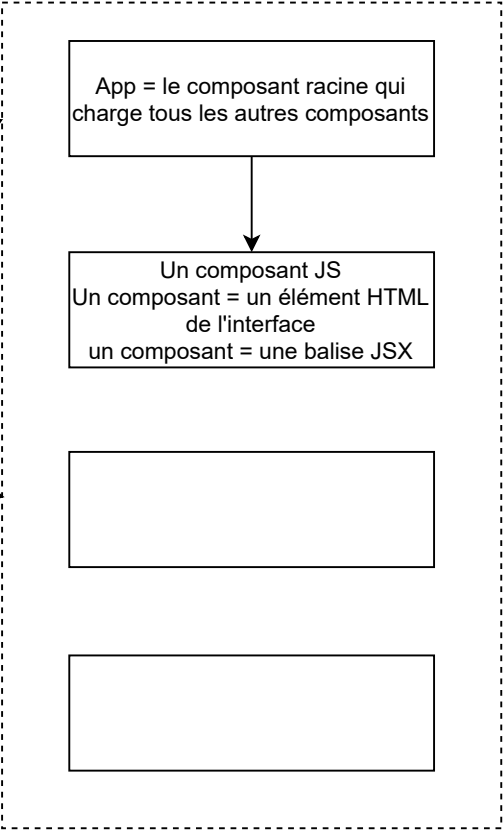 App = le composant racine qui
charge tous les autres composants
Un composant JS
Un composant = un élément HTML
de l'interface
un composant = une balise JSX